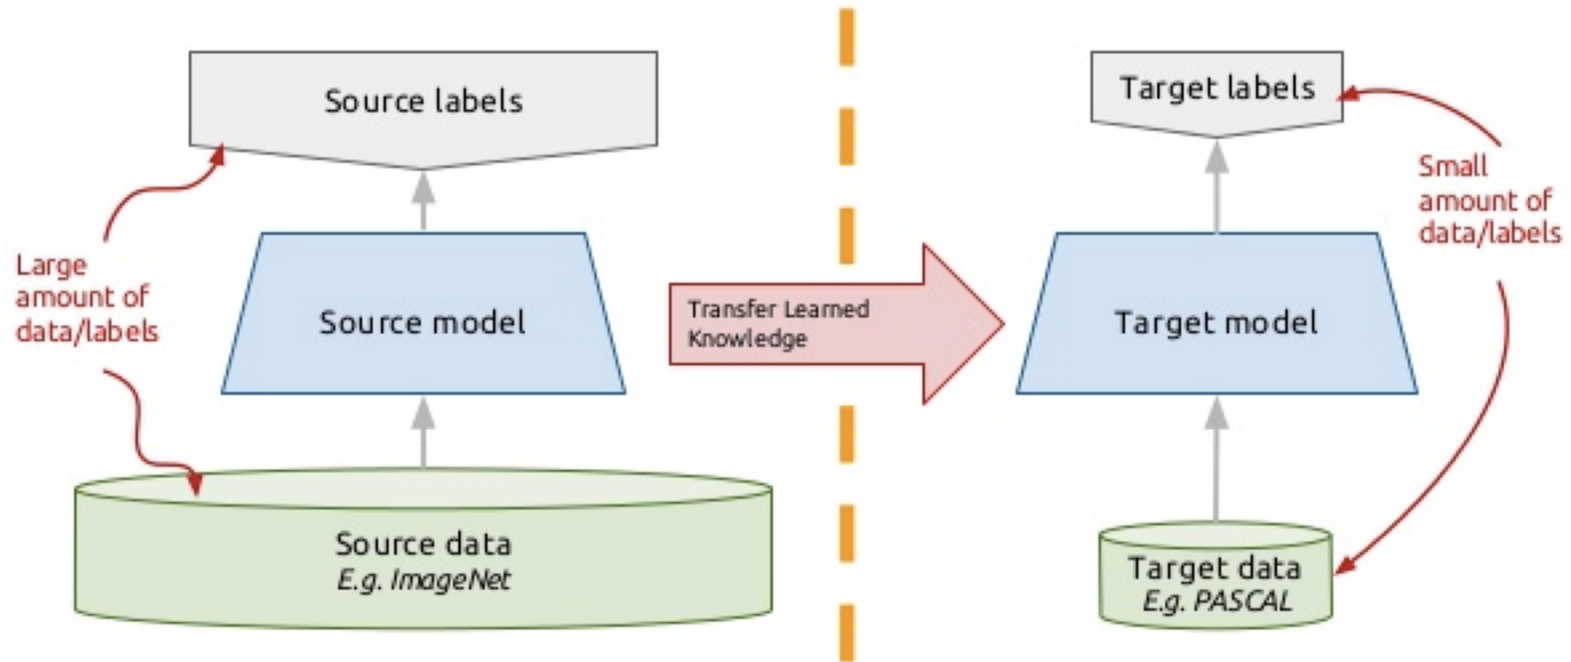 Source labels
Large
amount of
data/labels
Source model
Source data
E.g. ImageNet
Transfer Learned
Knowledge
Target labels
Small
amount of
data/labels
Target model
Target data
E.g. PASCAL